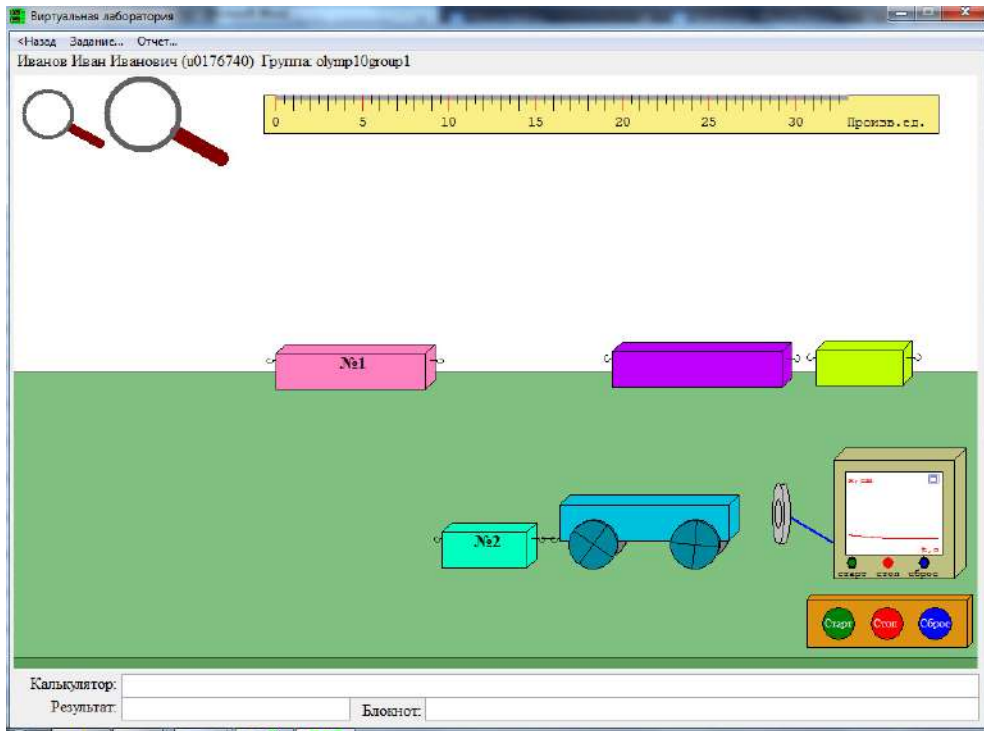 Виртуальная лаборатория
<Назад Задание... Отчет...
Иванов Иван Иванович (u0176740) Группа: olymp10group1
0 5 10 15 20 25 30 Произв.ед.
№1
№2
старт стоп сброс
Старт Стоп Сброс
Калькулятор:
Результат: Блокнот: